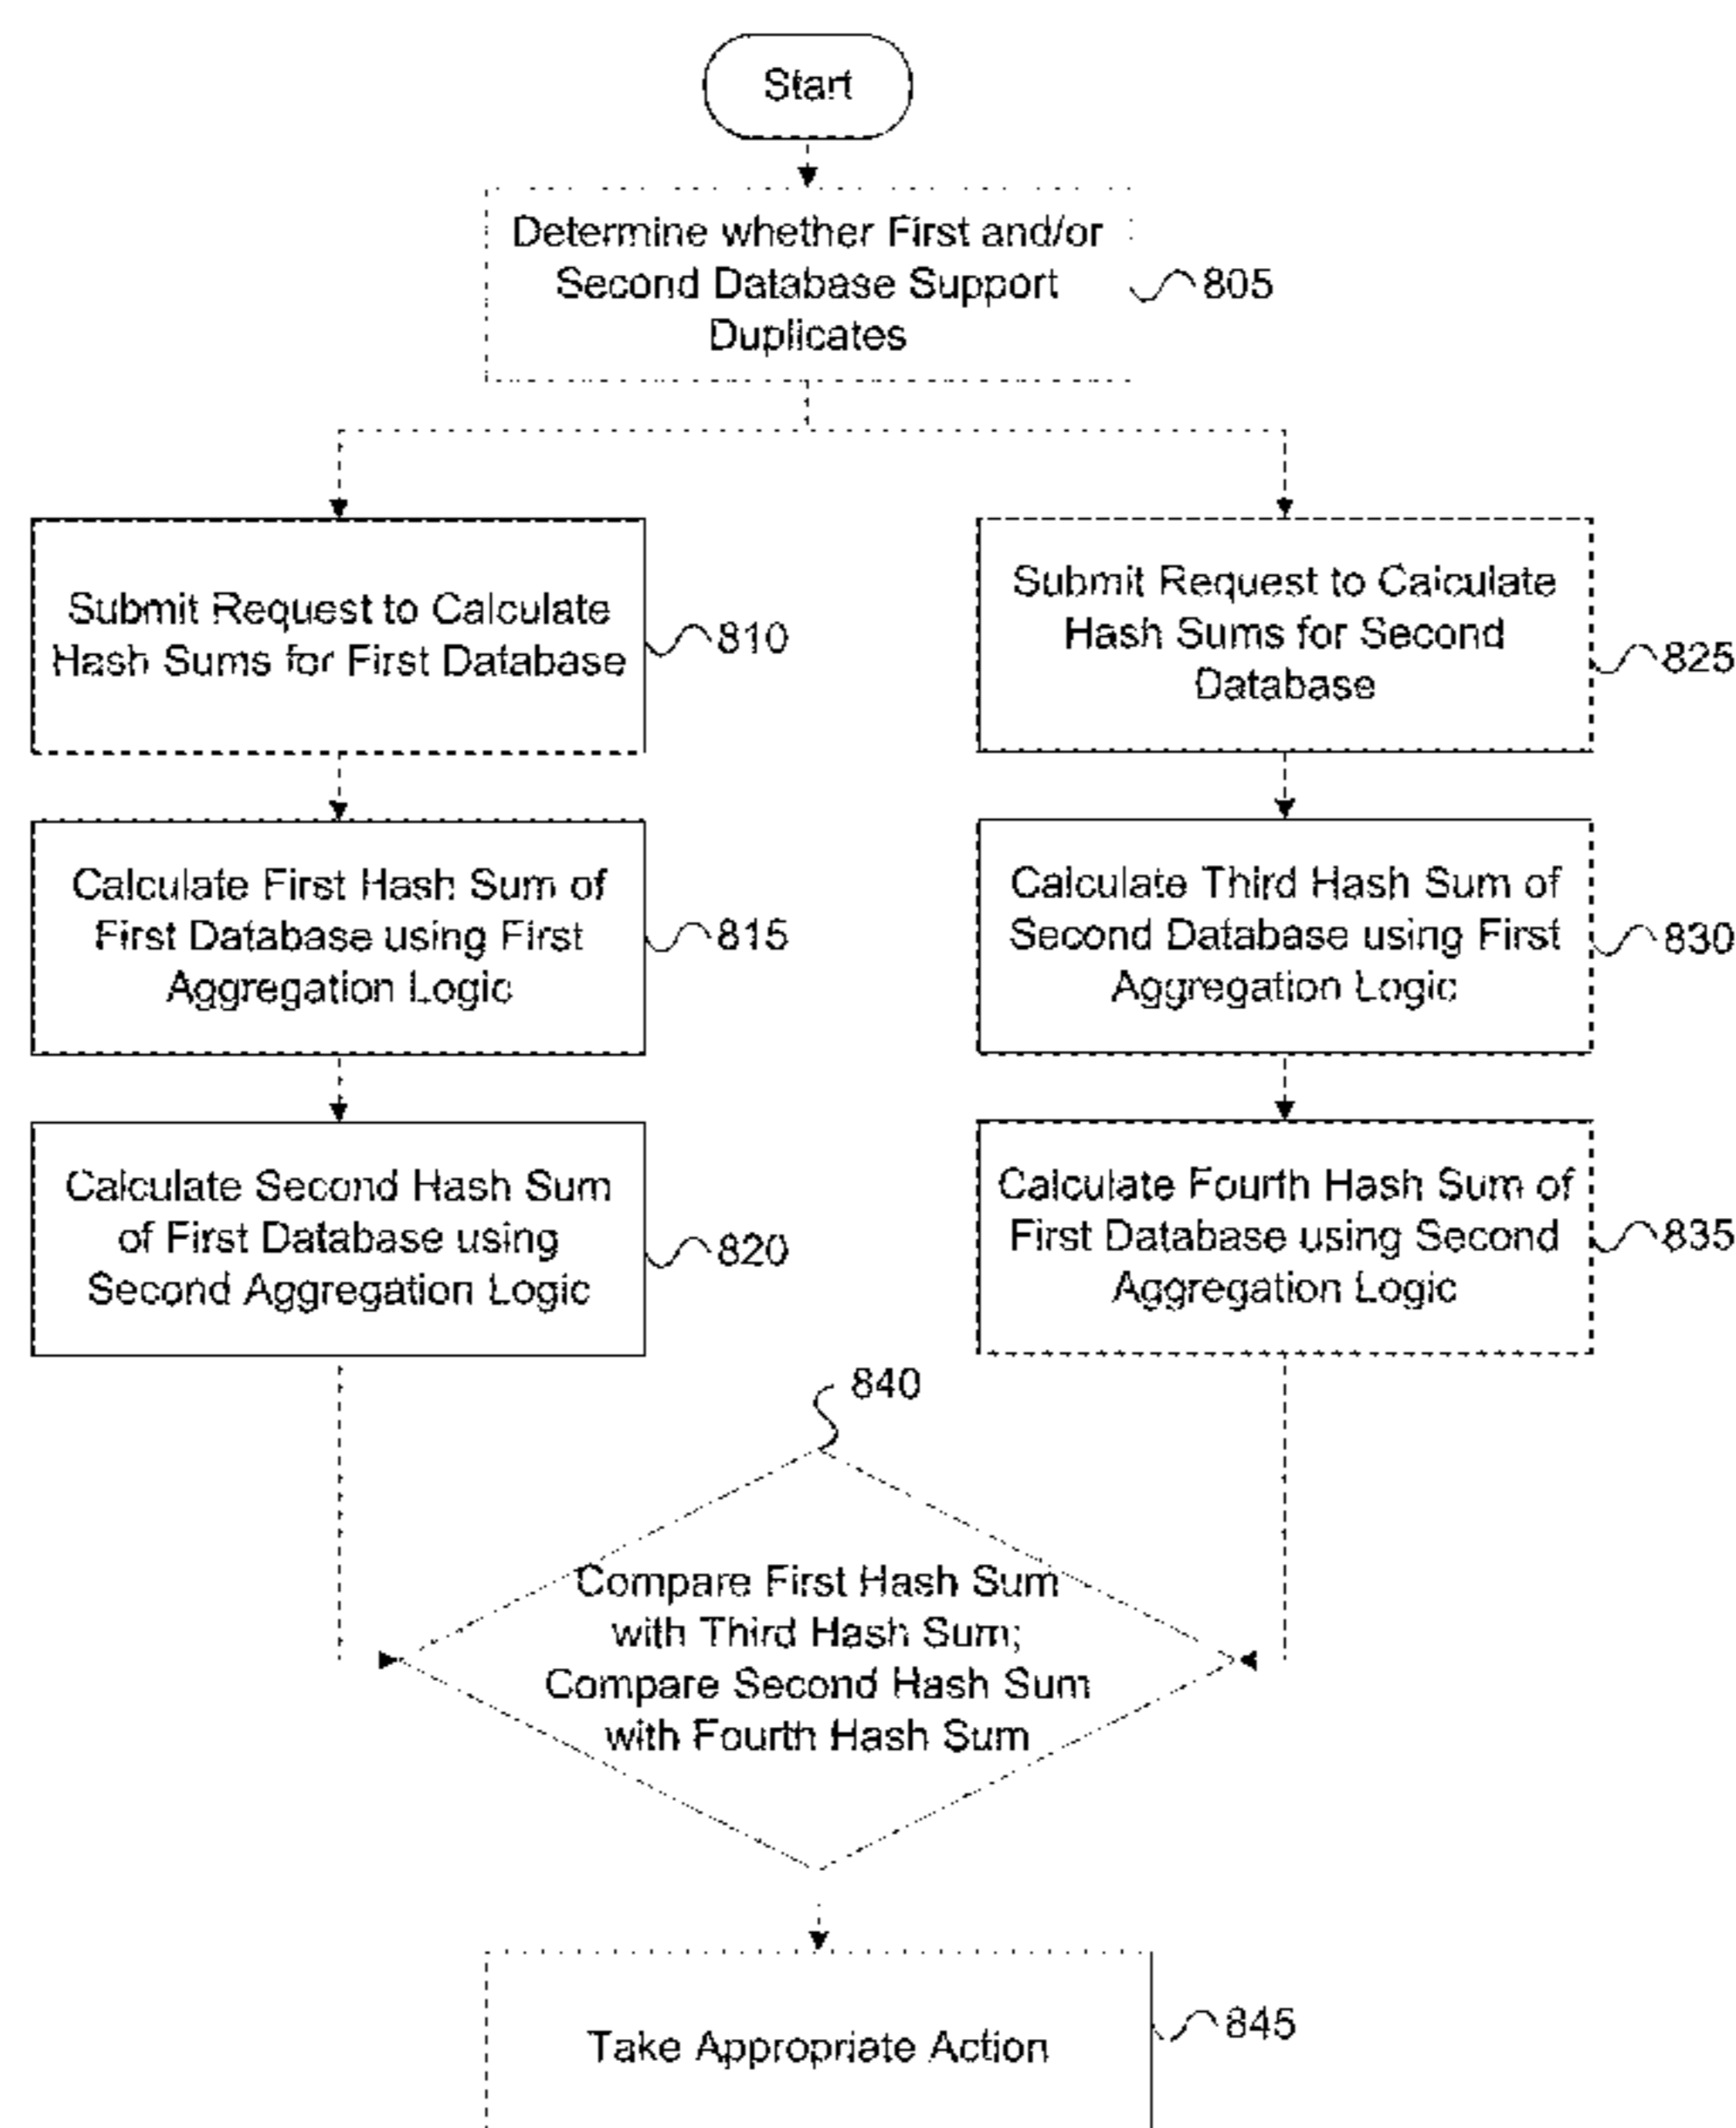 Start
Determine whether First and/or
Second Database Support
Duplicates
805
Submit Request to Calculate
Hash Sums for First Database
810
Calculate First Hash Sum of
First Database using First
Aggregation Logic
815
Calculate Second Hash Sum
of First Database using
Second Aggregation Logic
820
Submit Request to Calculate
Hash Sums for Second
Database
825
Calculate Third Hash Sum of
Second Database using First
Aggregation Logic
830
Calculate Fourth Hash Sum of
First Database using Second
Aggregation Logic
835
840
Compare First Hash Sum
with Third Hash Sum;
Compare Second Hash Sum
with Fourth Hash Sum
Take Appropriate Action
845